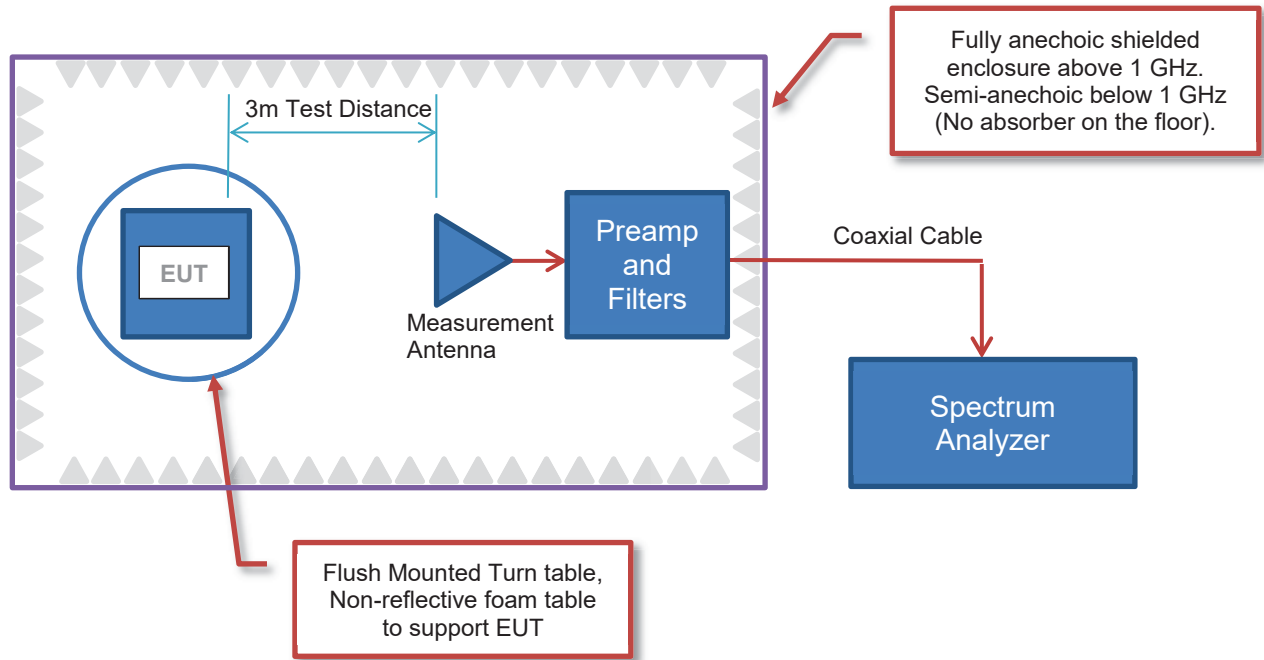 Fully anechoic shielded
enclosure above 1 GHz.
Semi-anechoic below 1 GHz
(No absorber on the floor).
3m Test Distance
EUT
Preamp
and
Filters
Measurement
Antenna
Coaxial Cable
Spectrum
Analyzer
Flush Mounted Turn table,
Non-reflective foam table
to support EUT